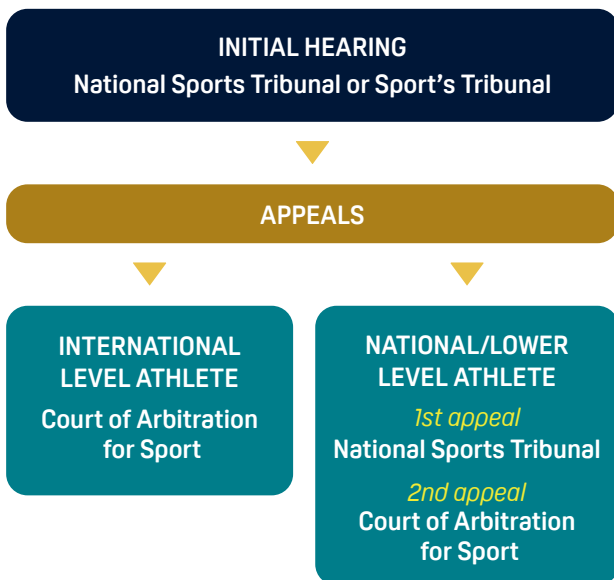 INITIAL HEARING
National Sports Tribunal or Sport's Tribunal
APPEALS
INTERNATIONAL
LEVEL ATHLETE
Court of Arbitration
for Sport
NATIONAL/LOWER
LEVEL ATHLETE
1st appeal
National Sports Tribunal
2nd appeal
Court of Arbitration
for Sport